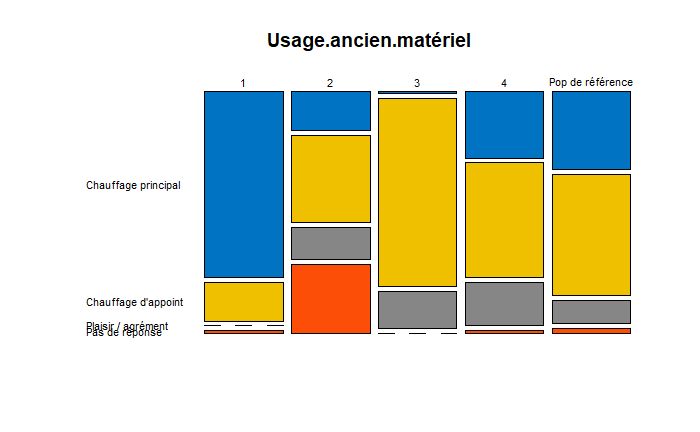 Usage.ancien.matériel
1 2 3 4 Pop de référence
Chauffage principal
Chauffage d'appoint
Plaisir / agrément
Pas de réponse